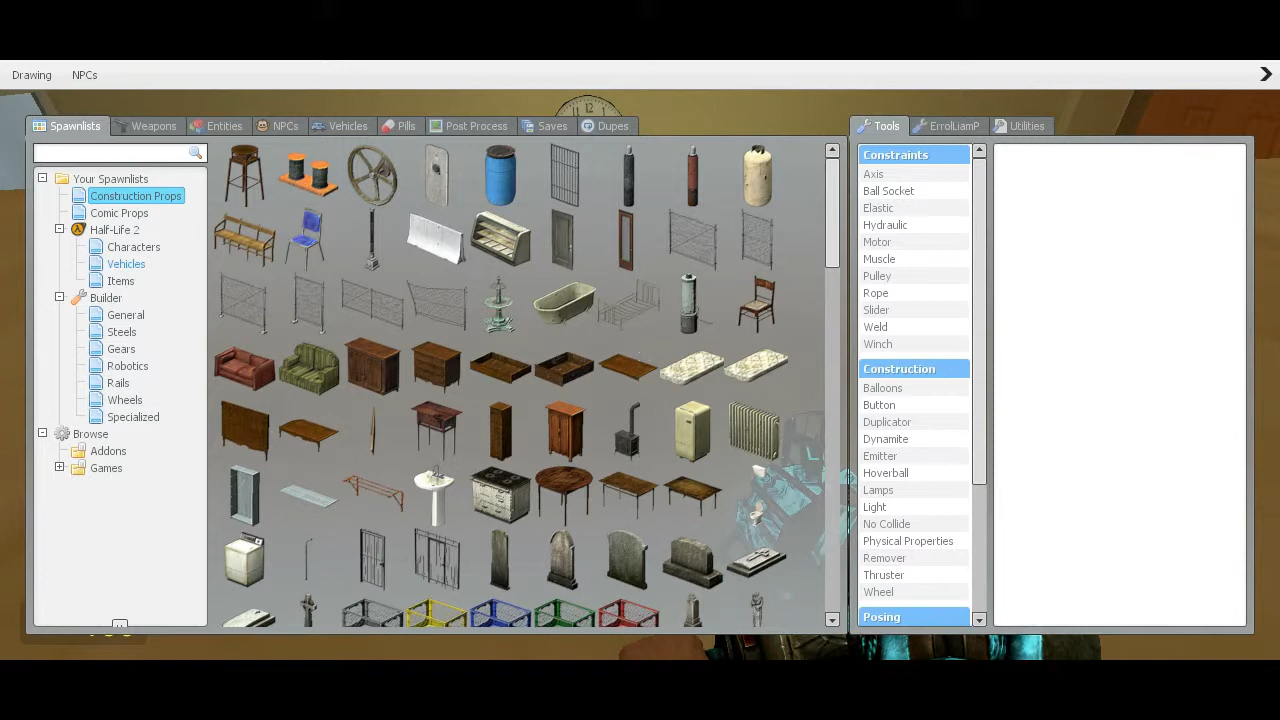 Drawing NPCs
12
Spawnlists Weapons Entities NPCs Vehicles Pills Post Process Saves Dupes
Tools ErrolLiamP Utilities
Your Spawnlists
Construction Props
Comic Props
Half-Life 2
Characters
Vehicles
Items
Builder
General
Steels
Gears
Robotics
Rails
Wheels
Specialized
Browse
Addons
Games
Constraints
Axis
Ball Socket
Elastic
Hydraulic
Motor
Muscle
Pulley
Rope
Slider
Weld
Winch
Construction
Balloons
Button
Duplicator
Dynamite
Emitter
Hoverball
Lamps
Light
No Collide
Physical Properties
Remover
Thruster
Wheel
Posing